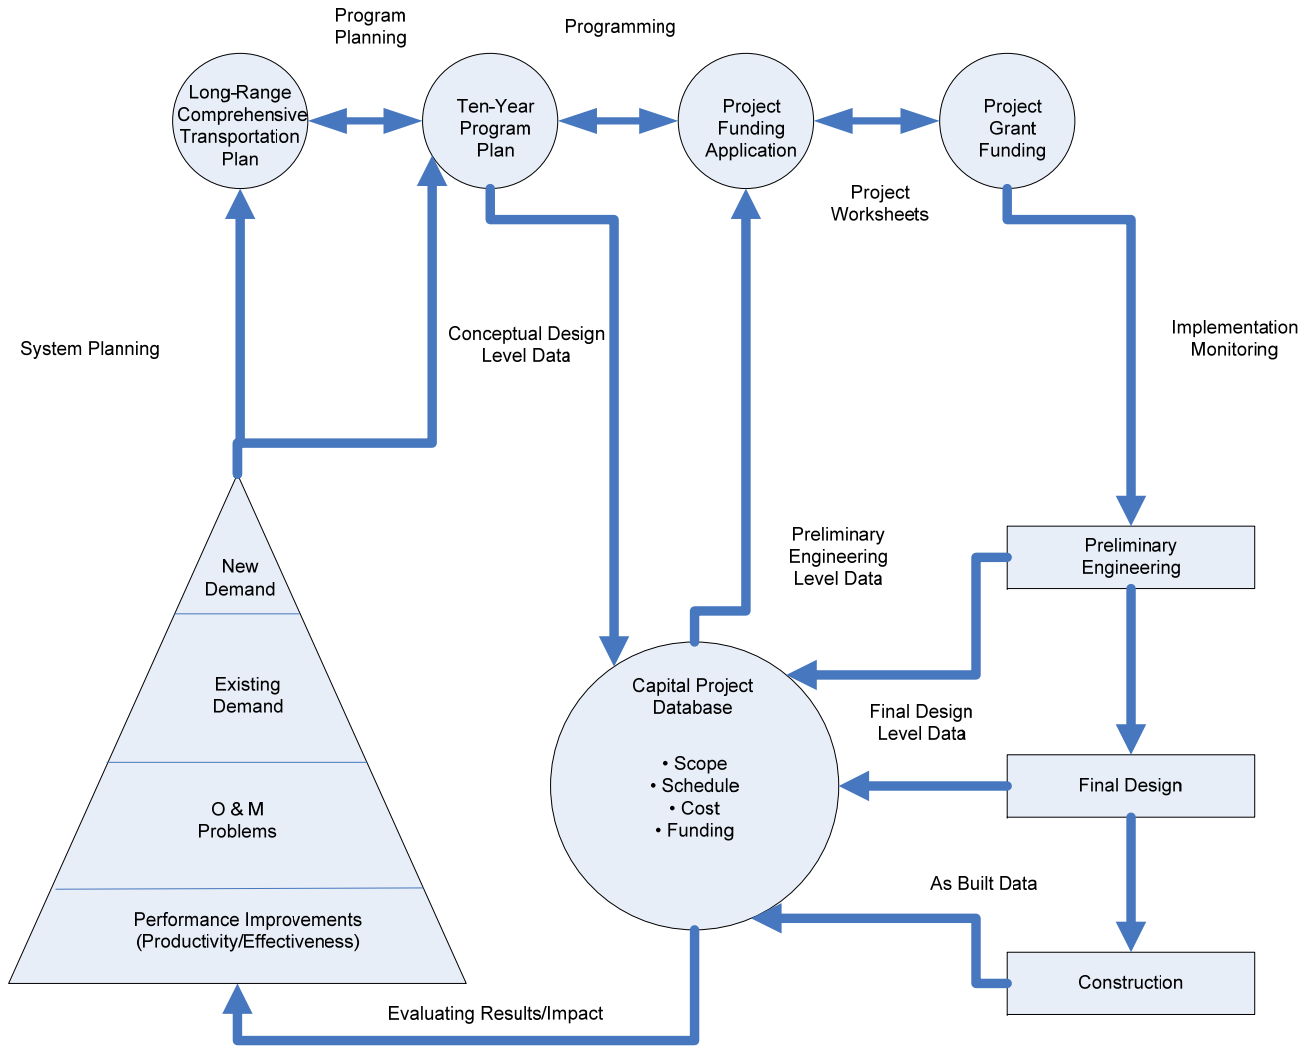 Program
Planning
Programming
Long-Range
Comprehensive
Transportation
Plan
Ten-Year
Program
Plan
Project
Funding
Application
Project
Grant
Funding
Project
Worksheets
System Planning
Conceptual Design
Level Data
Implementation
Monitoring
Preliminary
Engineering
Level Data
Preliminary
Engineering
New
Demand
Existing
Demand
O & M
Problems
Performance Improvements
(Productivity/Effectiveness)
Capital Project
Database
• Scope
• Schedule
• Cost
• Funding
Final Design
Level Data
Final Design
As Built Data
Construction
Evaluating Results/Impact